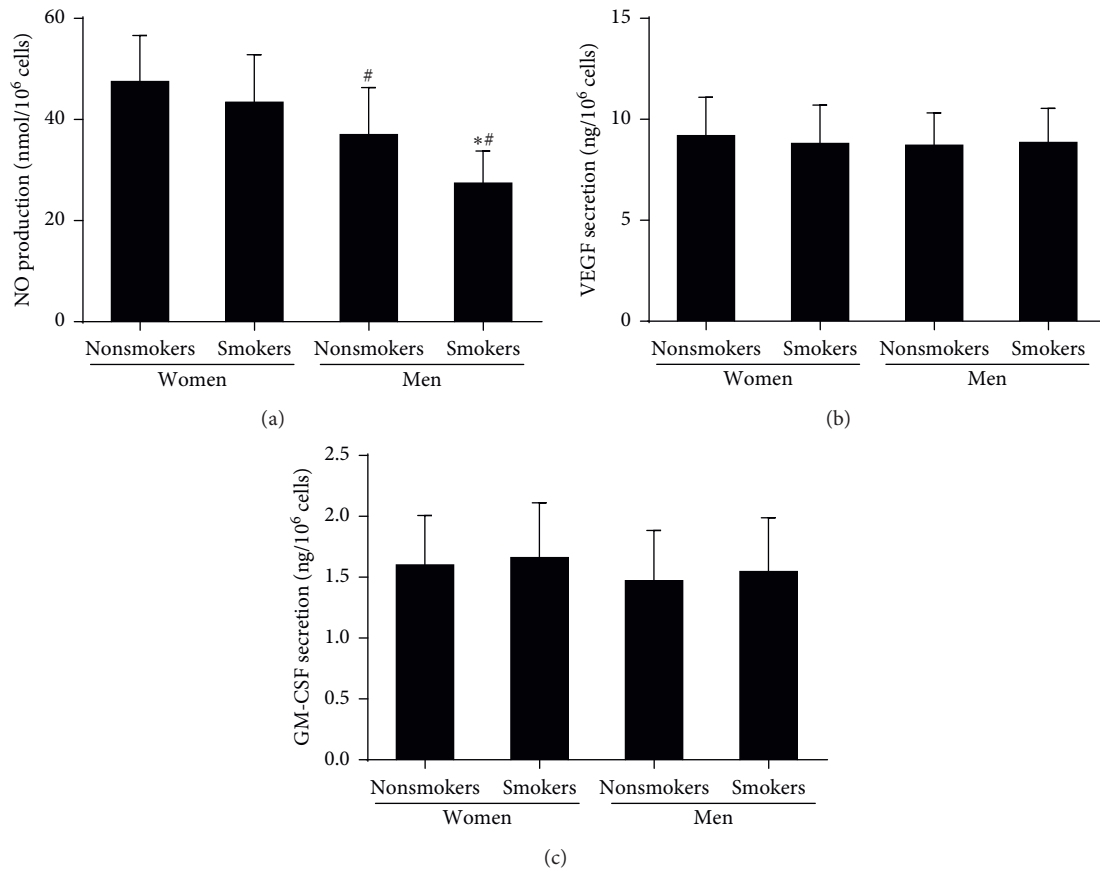 NO production (nmol/10⁶ cells)
60
40
20
0
#
*#
Nonsmokers Smokers Nonsmokers Smokers
Women Men
(a)
VEGF secretion (ng/10⁶ cells)
15
10
5
0
Nonsmokers Smokers Nonsmokers Smokers
Women Men
(b)
GM-CSF secretion (ng/10⁶ cells)
2.5
2.0
1.5
1.0
0.5
0.0
Nonsmokers Smokers Nonsmokers Smokers
Women Men
(c)